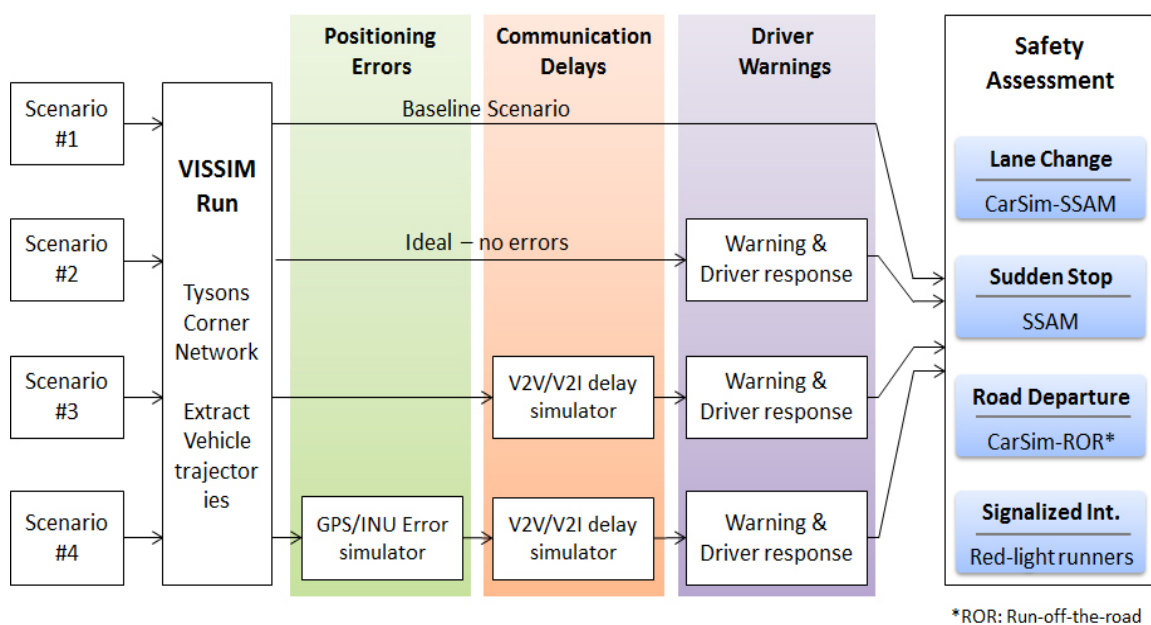 Positioning
Errors
Communication
Delays
Driver
Warnings
Safety
Assessment
Scenario
#1
Scenario
#2
Scenario
#3
Scenario
#4
VISSIM
Run
Tysons
Corner
Network
Extract
Vehicle
trajector
ies
Baseline Scenario
Ideal – no errors
Warning &
Driver response
V2V/V2I delay
simulator
Warning &
Driver response
GPS/INU Error
simulator
V2V/V2I delay
simulator
Warning &
Driver response
Lane Change
CarSim-SSAM
Sudden Stop
SSAM
Road Departure
CarSim-ROR*
Signalized Int.
Red-light runners
*ROR: Run-off-the-road